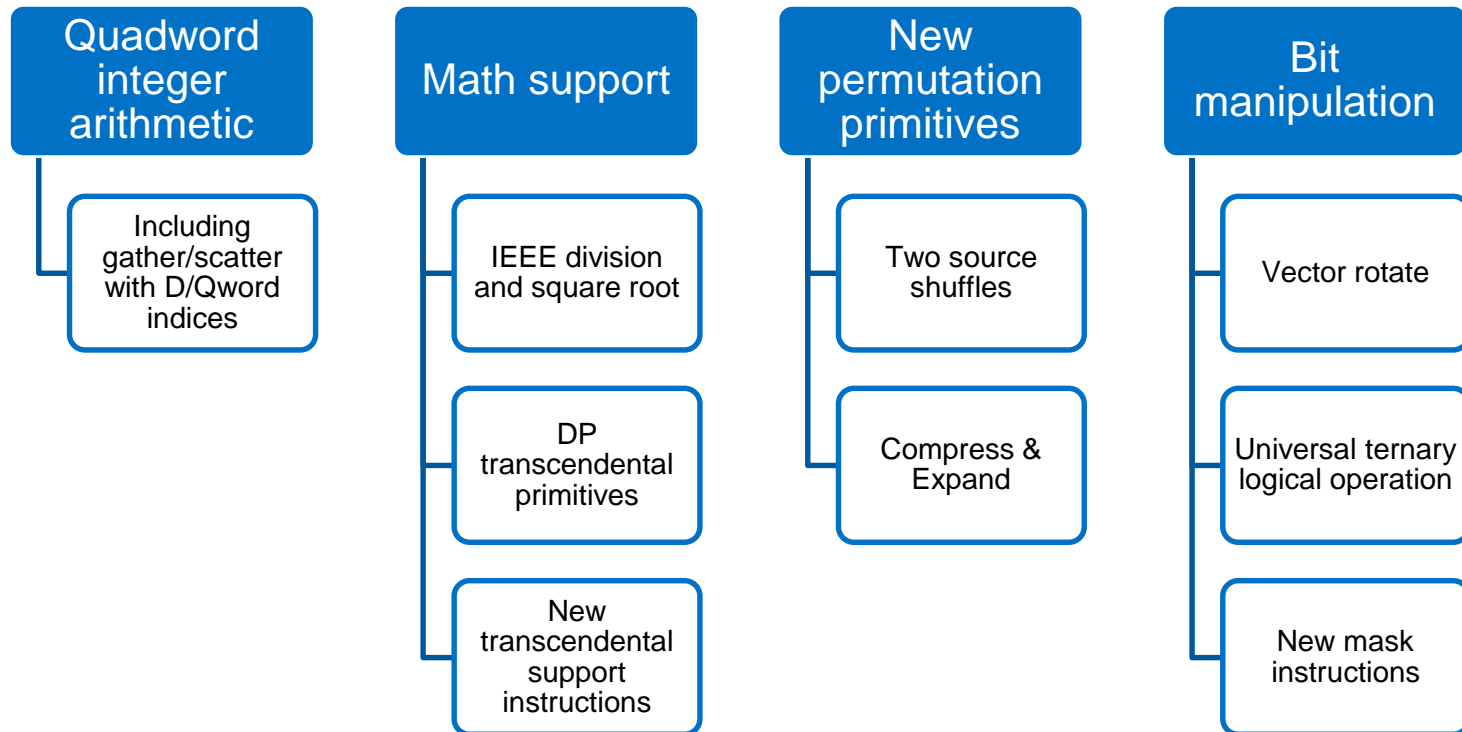 Quadword
integer
arithmetic
Including
gather/scatter
with D/Qword
indices
Math support
IEEE division
and square root
DP
transcendental
primitives
New
transcendental
support
instructions
New
permutation
primitives
Two source
shuffles
Compress &
Expand
Bit
manipulation
Vector rotate
Universal ternary
logical operation
New mask
instructions